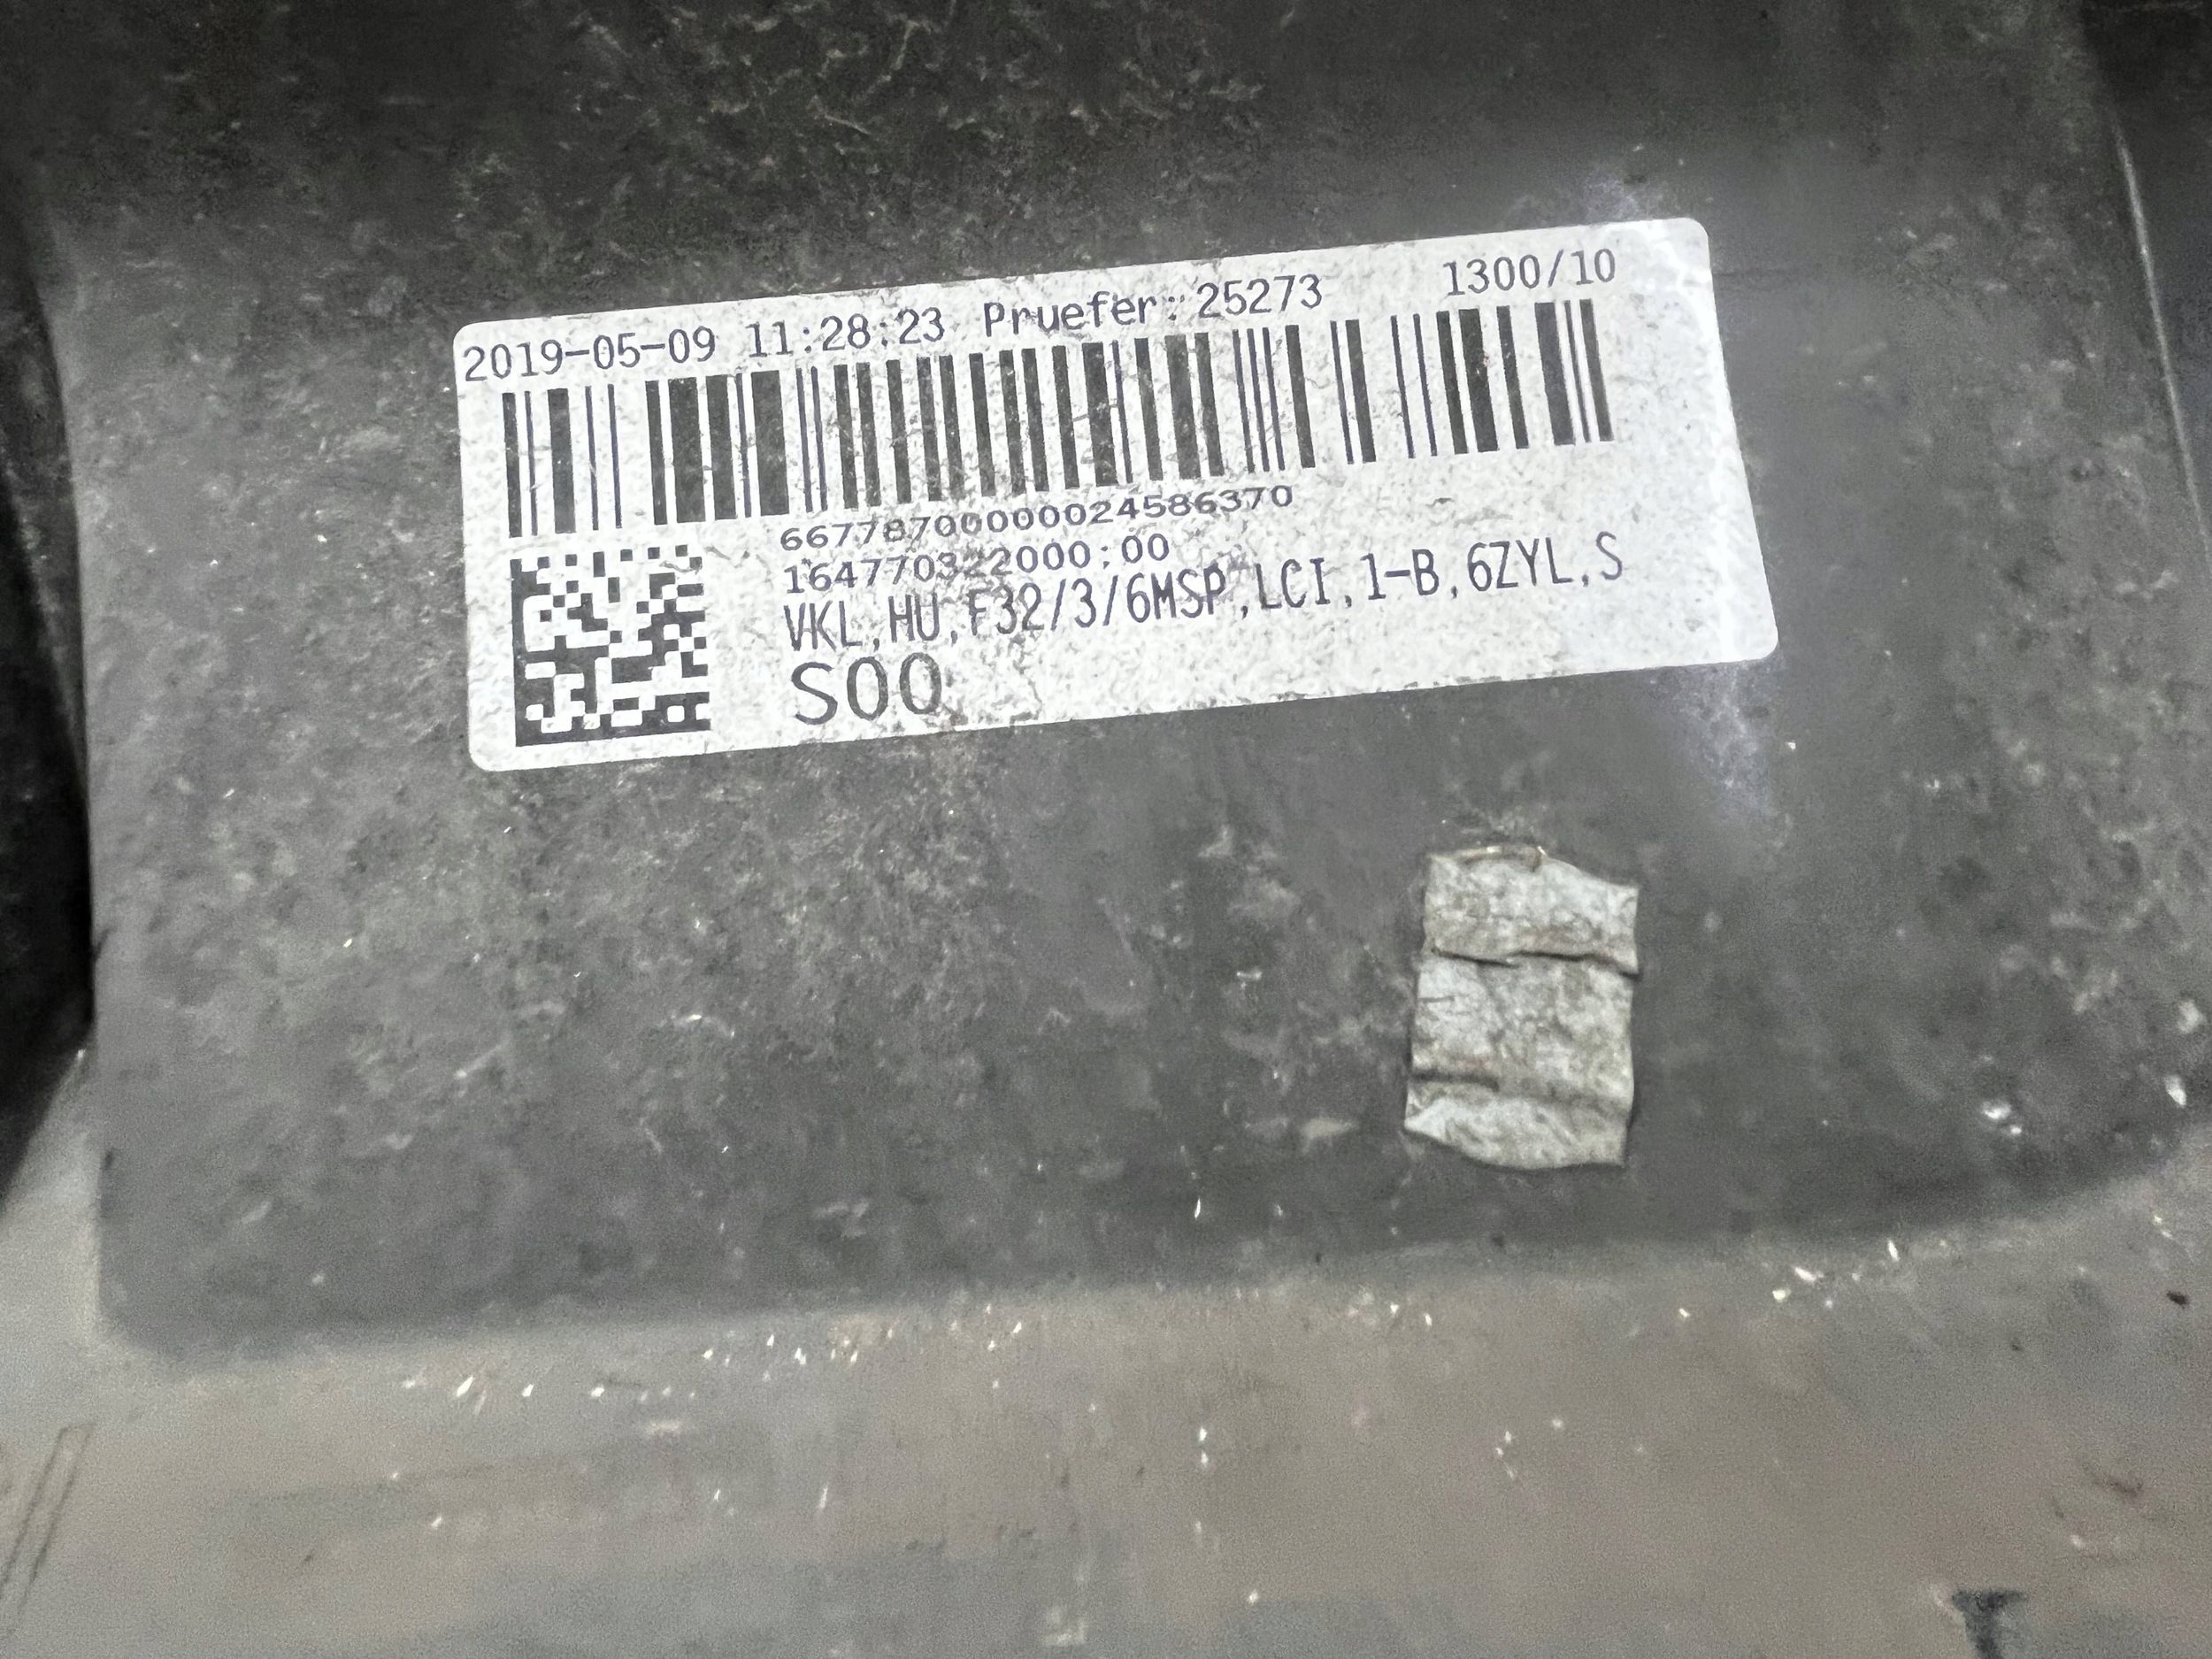 2019-05-09 11:28:23 Pruefer: 25273 1300/10
66778700000024586370
164770322000:00
VKL,HU,F32/3/6MSP,LCI,1-B,6ZYL,S
S00